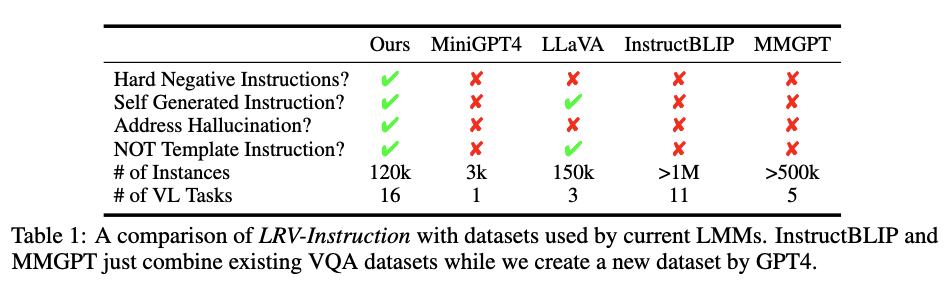 Ours MiniGPT4 LLaVA InstructBLIP MMGPT
Hard Negative Instructions? ✔ ✘ ✘ ✘ ✘
Self Generated Instruction? ✔ ✘ ✔ ✘ ✘
Address Hallucination? ✔ ✘ ✘ ✘ ✘
NOT Template Instruction? ✔ ✘ ✔ ✘ ✘
# of Instances 120k 3k 150k >1M >500k
# of VL Tasks 16 1 3 11 5
Table 1: A comparison of LRV-Instruction with datasets used by current LMMs. InstructBLIP and
MMGPT just combine existing VQA datasets while we create a new dataset by GPT4.